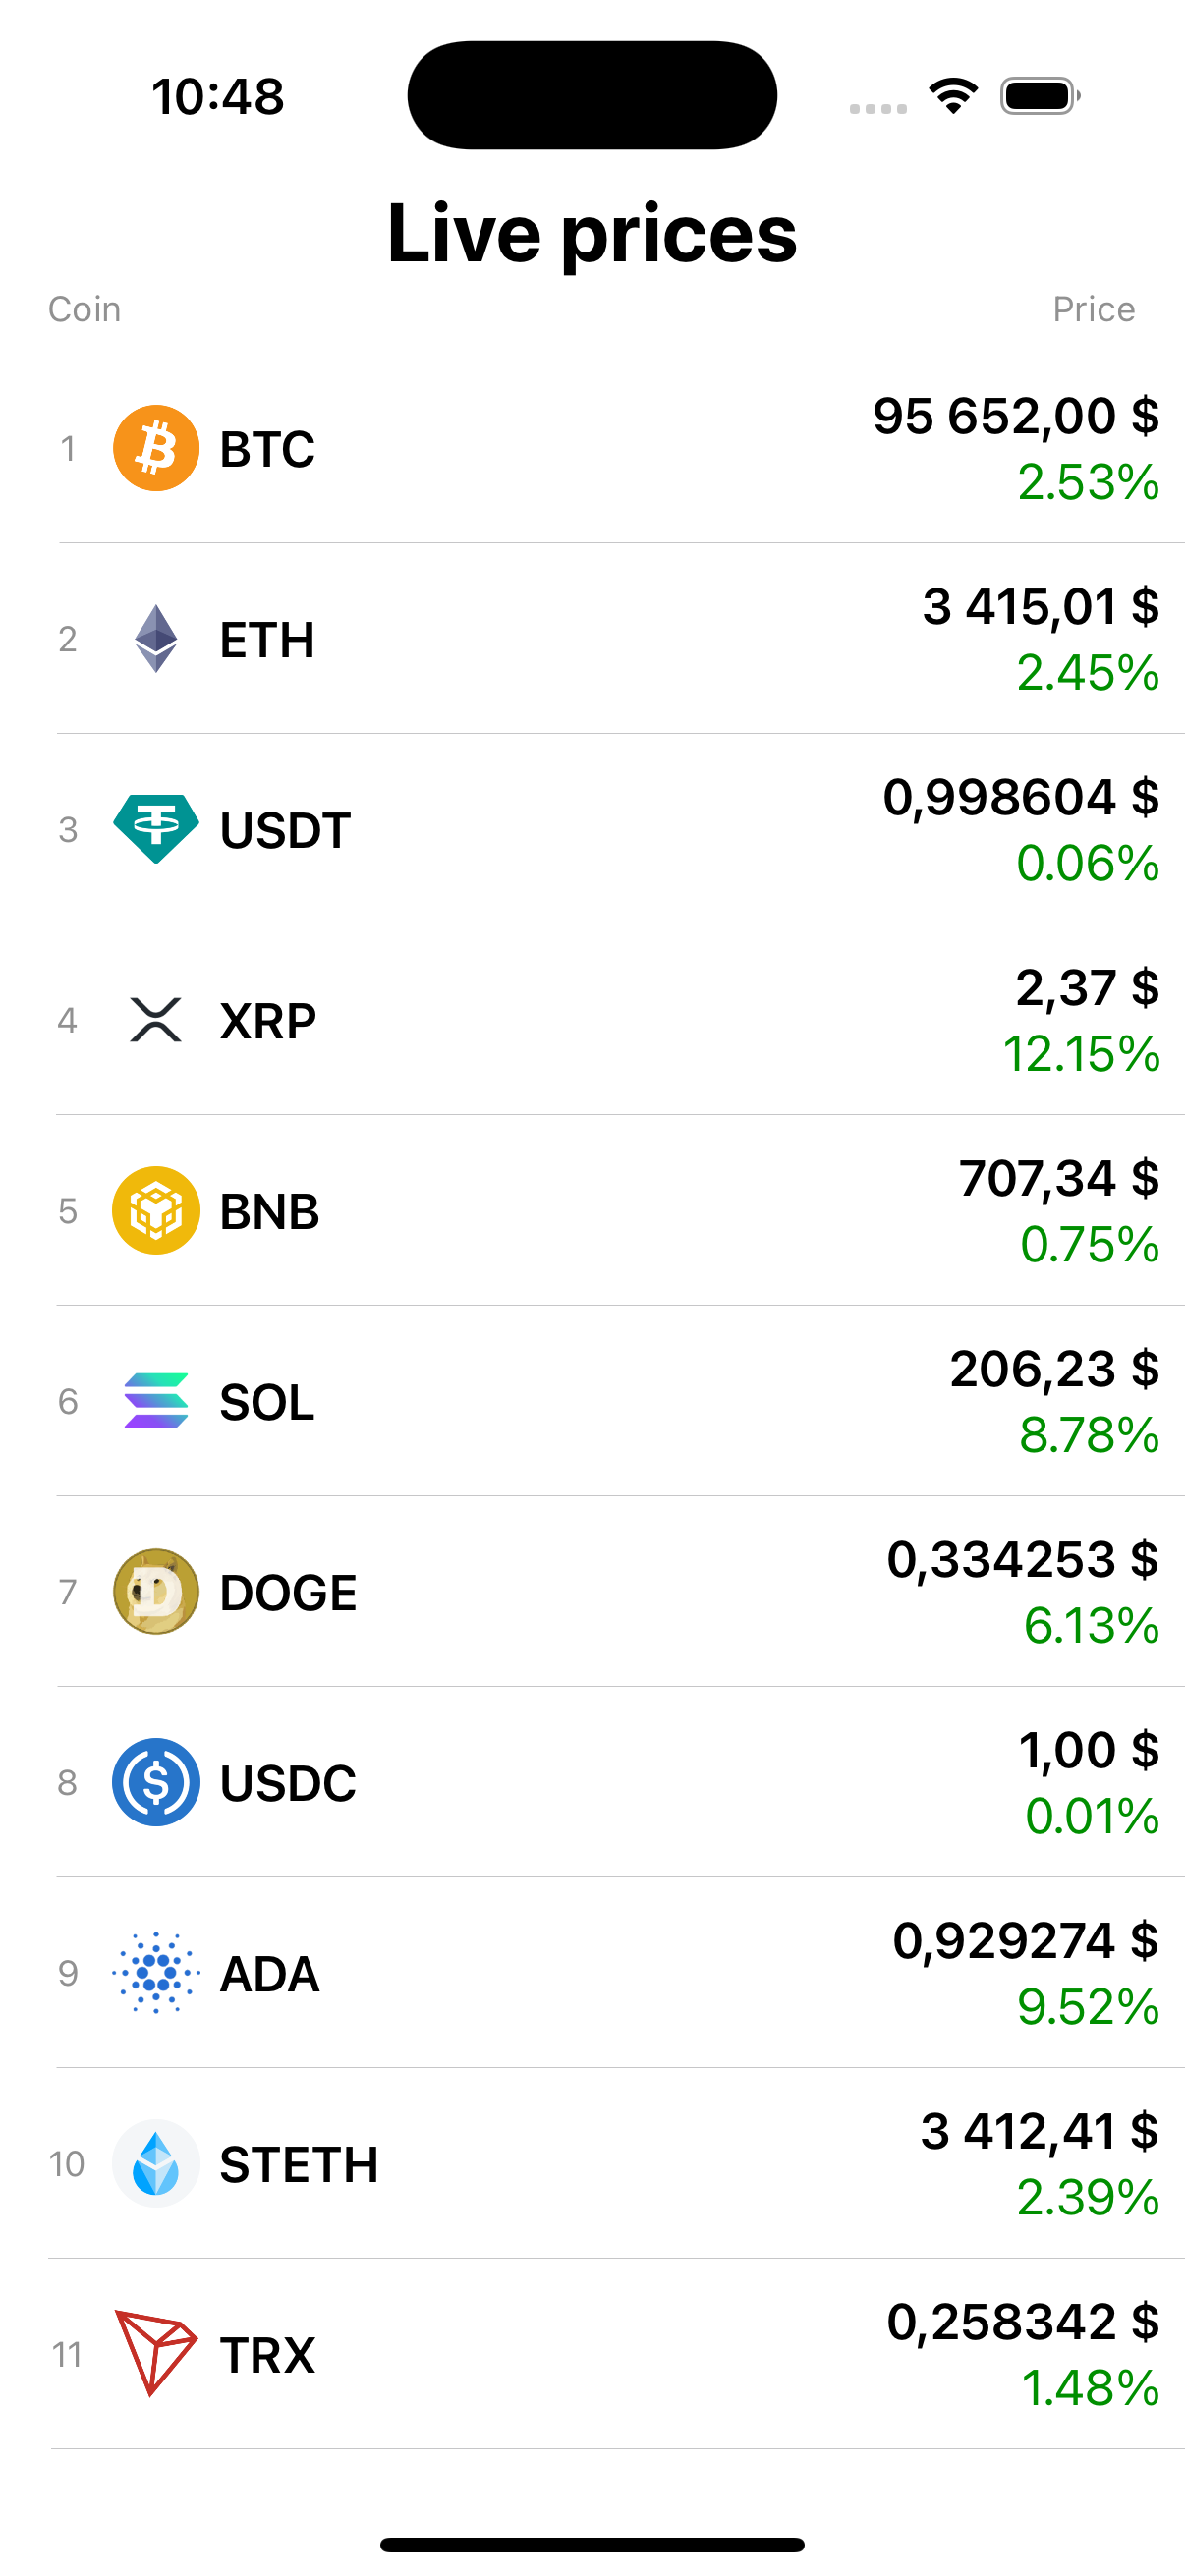 10:48
Live prices
Coin Price
1 BTC 95 652,00 $
2.53%
2 ETH 3 415,01 $
2.45%
3 USDT 0,998604 $
0.06%
4 XRP 2,37 $
12.15%
5 BNB 707,34 $
0.75%
6 SOL 206,23 $
8.78%
7 DOGE 0,334253 $
6.13%
8 USDC 1,00 $
0.01%
9 ADA 0,929274 $
9.52%
10 STETH 3 412,41 $
2.39%
11 TRX 0,258342 $
1.48%